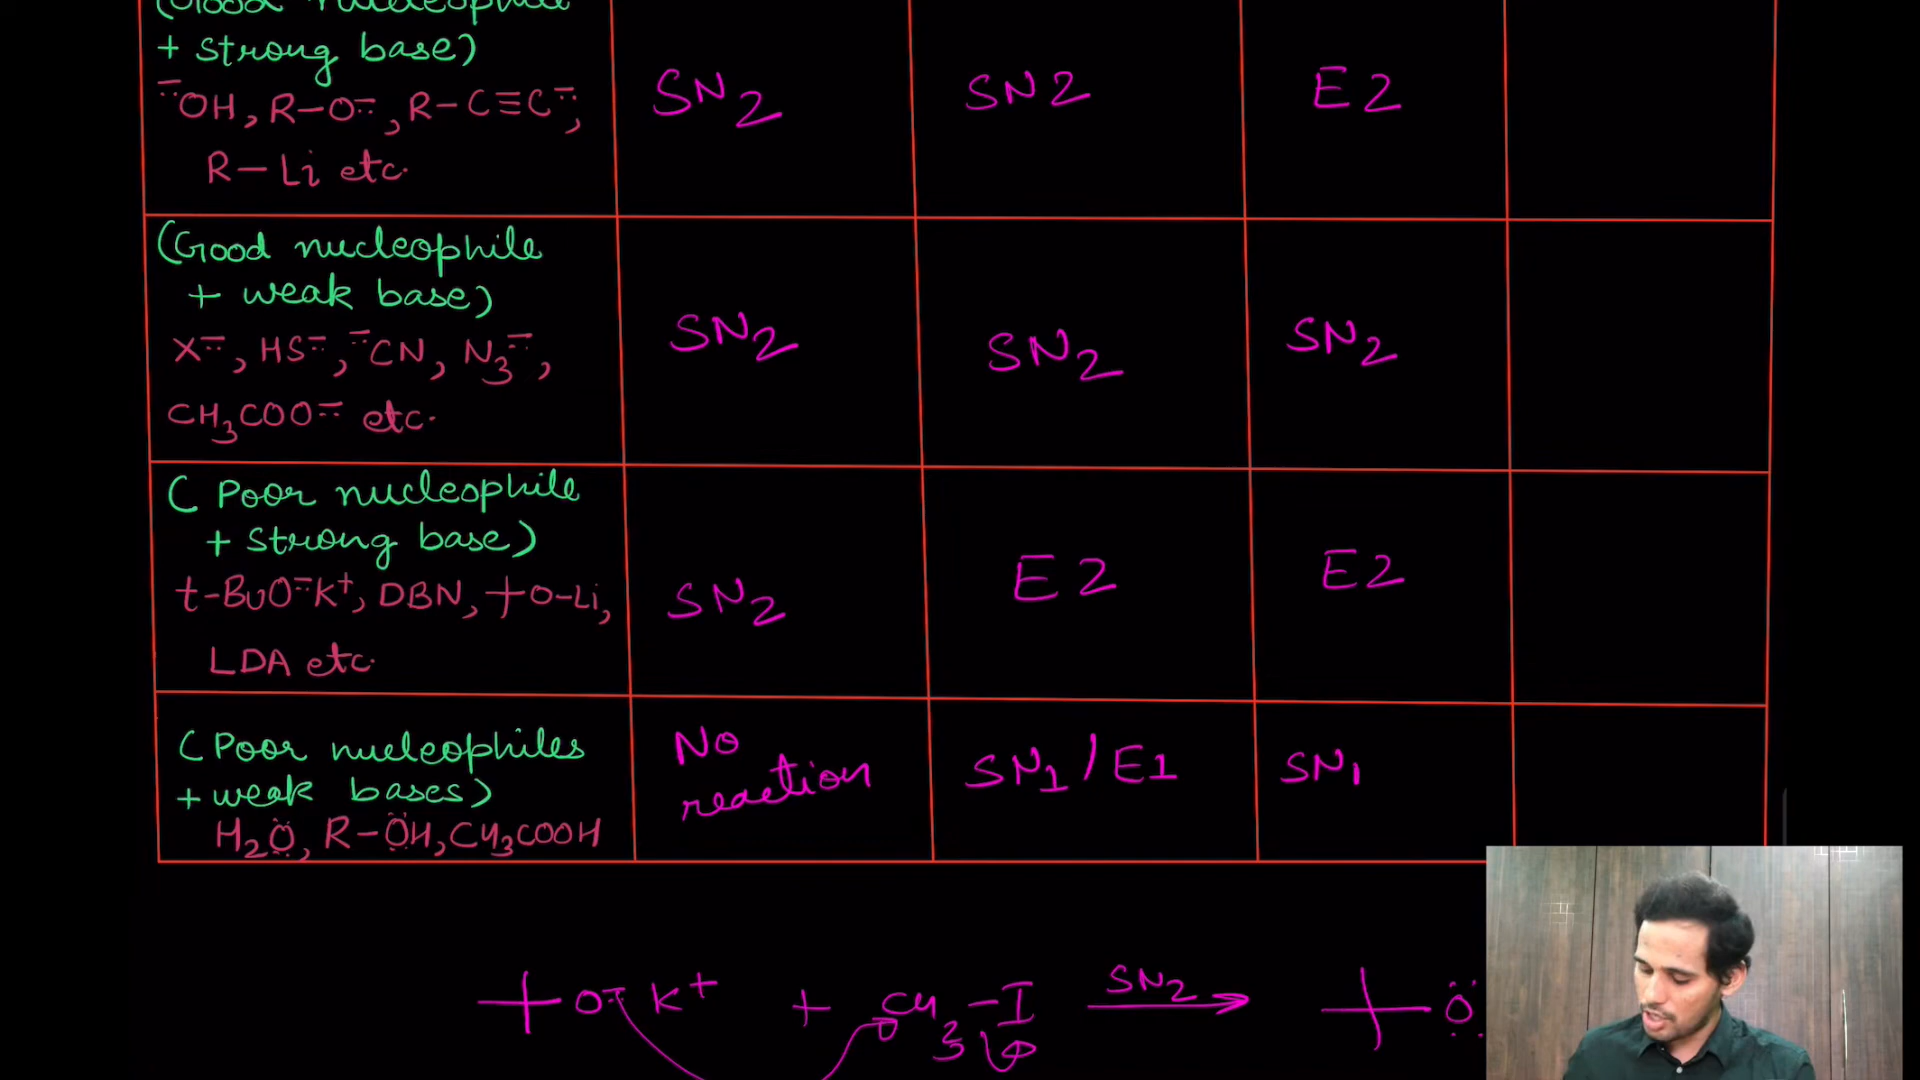 (Good nucleophile
+ strong base)
⁻OH, R–O⁻, R–C≡C⁻,
R–Li etc.
SN2
SN2
E2
(Good nucleophile
+ weak base)
X⁻, HS⁻, ⁻CN, N₃⁻,
CH₃COO⁻ etc.
SN2
SN2
SN2
( Poor nucleophile
+ strong base)
t-BuO⁻K⁺, DBN, O–Li,
LDA etc.
SN2
E2
E2
( Poor nucleophiles
+ weak bases)
H₂O, R–OH, CH₃COOH
No
reaction
SN1/E1
SN1
O⁻ K⁺ + CH₃–I SN2 O